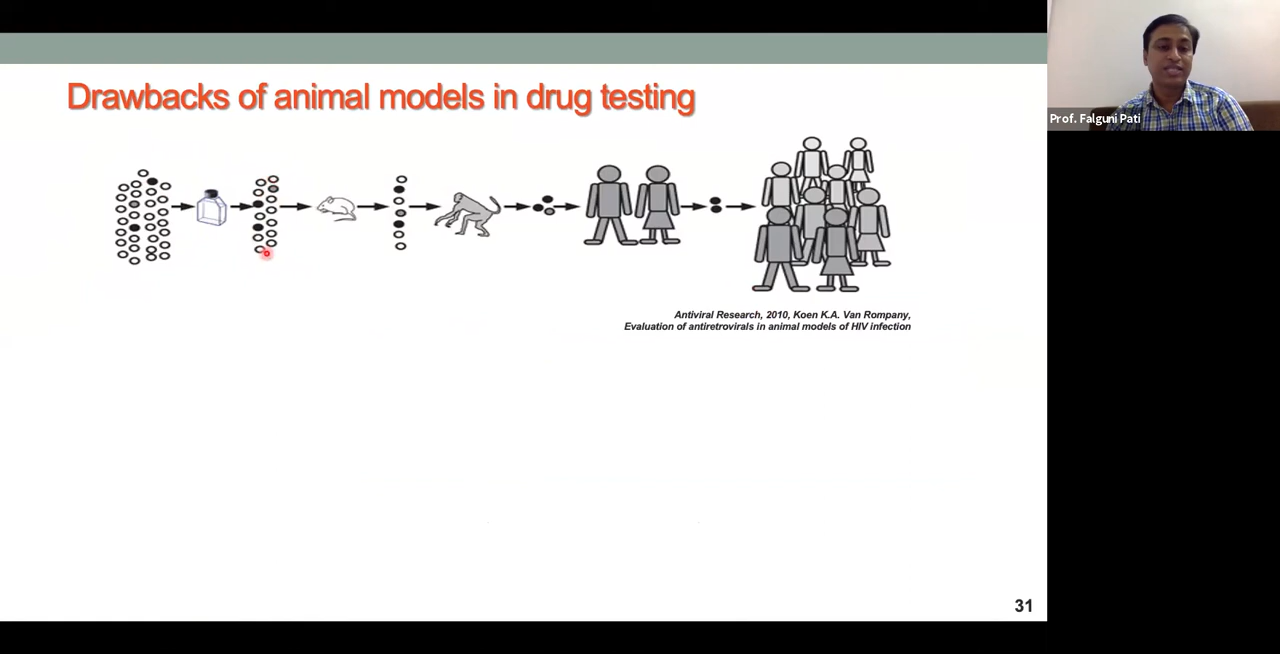 Drawbacks of animal models in drug testing
Prof. Falguni Pati
Antiviral Research, 2010, Koen K.A. Van Rompany,
Evaluation of antiretrovirals in animal models of HIV infection
31